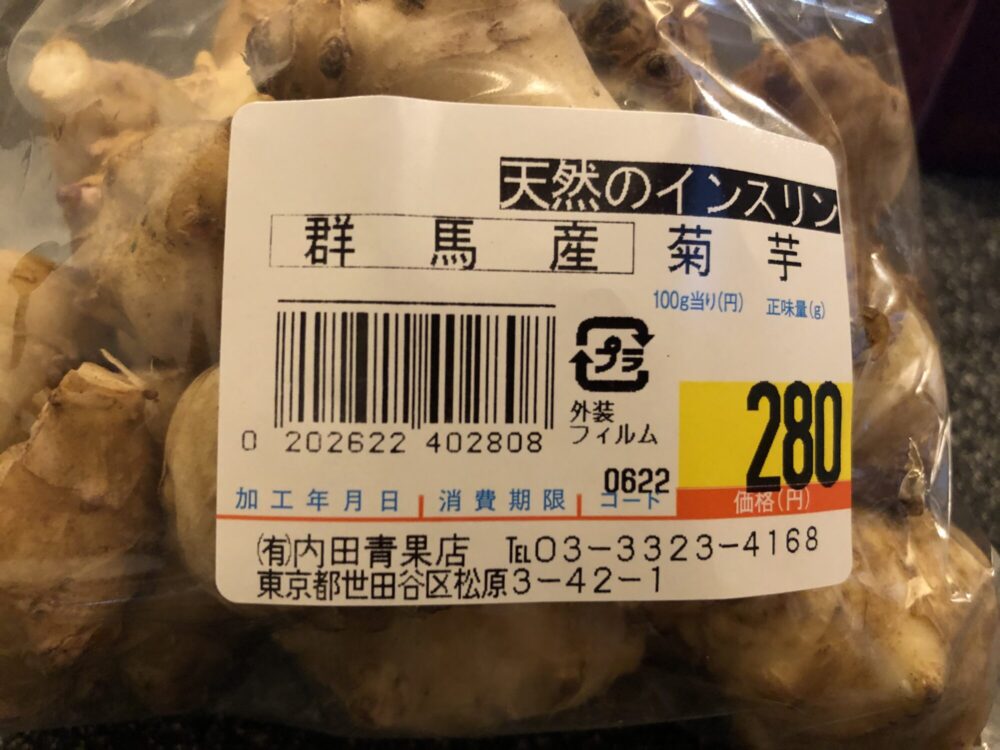 天然のインスリン
群馬産 菊芋
100g当り(円) 正味量(g)
0 202622 402808
プラ
外装
フィルム
280
0622
加工年月日 消費期限 コード 価格(円)
㈲内田青果店 ℡03-3323-4168
東京都世田谷区松原3-42-1